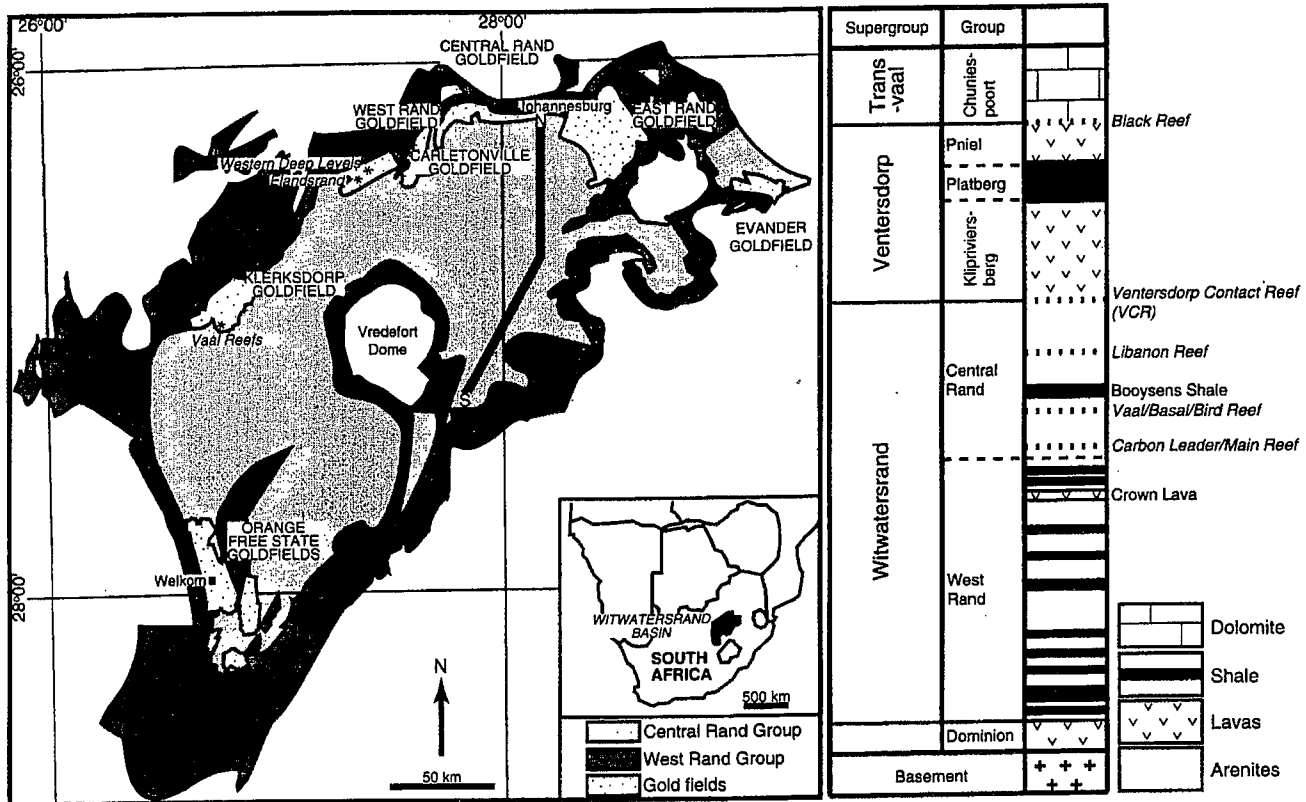 26°00'
28°00'
26°00'
28°00'
CENTRAL RAND
GOLDFIELD
WEST RAND
GOLDFIELD
Johannesburg
EAST RAND
GOLDFIELD
N
Western Deep Levels
Elandsrand
CARLETONVILLE
GOLDFIELD
EVANDER
GOLDFIELD
KLERKSDORP
GOLDFIELD
Vaal Reefs
Vredefort
Dome
S
ORANGE
FREE STATE
GOLDFIELDS
Welkom
N
50 km
WITWATERSRAND
BASIN
SOUTH
AFRICA
500 km
Central Rand Group
West Rand Group
Gold fields
Supergroup
Group
Trans
-vaal
Chunies-
poort
Black Reef
Ventersdorp
Pniel
Platberg
Klipriviers-
berg
Ventersdorp Contact Reef
(VCR)
Witwatersrand
Central
Rand
Libanon Reef
Booysens Shale
Vaal/Basal/Bird Reef
Carbon Leader/Main Reef
Crown Lava
West
Rand
Dominion
Basement
Dolomite
Shale
Lavas
Arenites